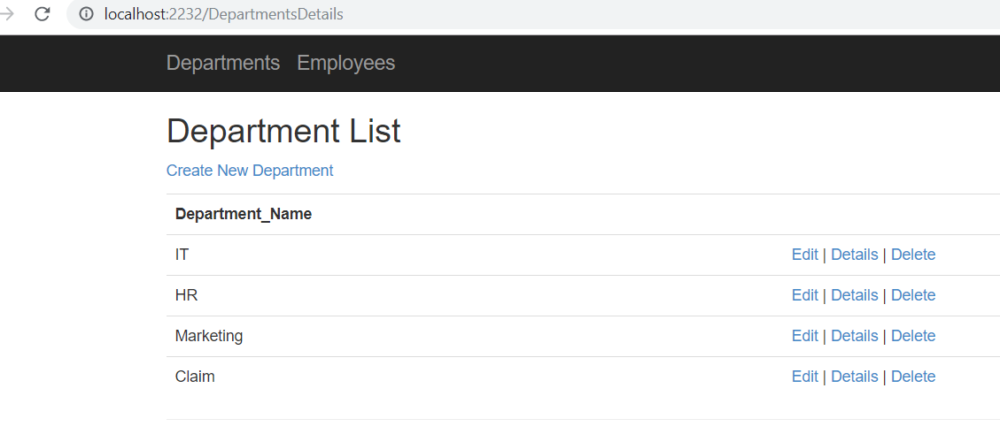 localhost:2232/DepartmentsDetails
Departments Employees
Department List
Create New Department
Department_Name
IT Edit | Details | Delete
HR Edit | Details | Delete
Marketing Edit | Details | Delete
Claim Edit | Details | Delete